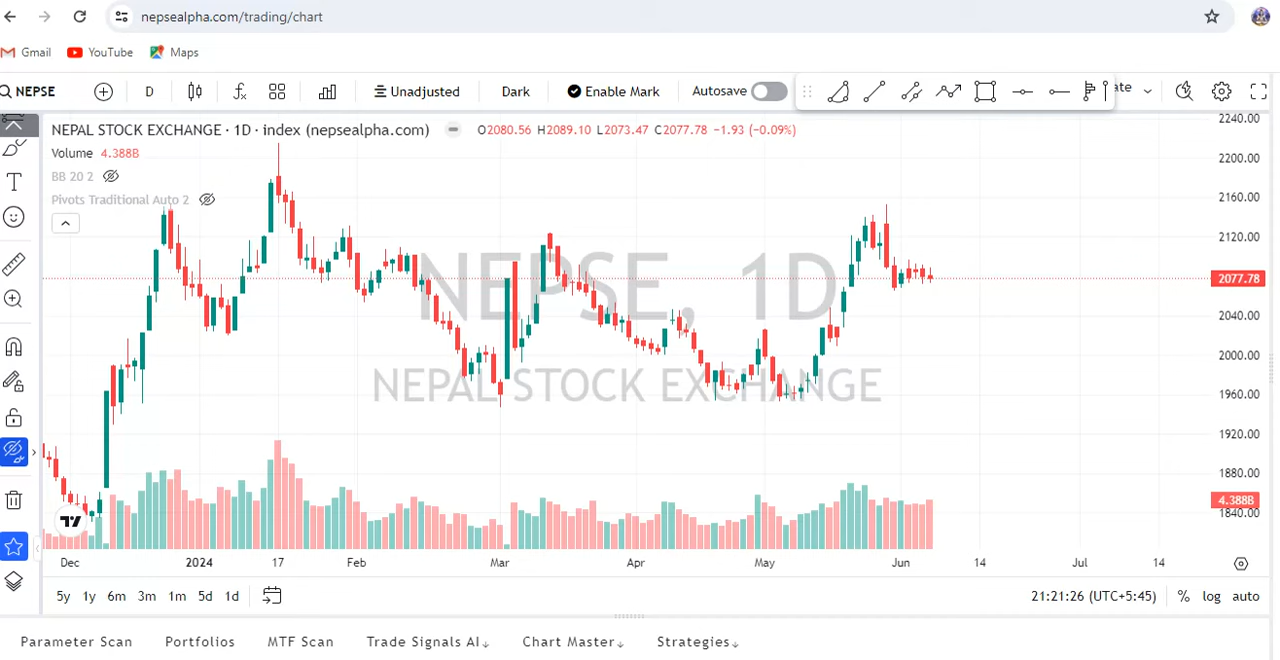 nepsealpha.com/trading/chart
Gmail YouTube Maps
NEPSE D Unadjusted Dark Enable Mark Autosave ate
NEPAL STOCK EXCHANGE · 1D · index (nepsealpha.com) O2080.56 H2089.10 L2073.47 C2077.78 −1.93 (−0.09%)
Volume 4.388B
BB 20 2
Pivots Traditional Auto 2
NEPSE, 1D
NEPAL STOCK EXCHANGE
2240.00
2200.00
2160.00
2120.00
2077.78
2040.00
2000.00
1960.00
1920.00
1880.00
4.388B
1840.00
Dec 2024 17 Feb Mar Apr May Jun 14 Jul 14
5y 1y 6m 3m 1m 5d 1d 21:21:26 (UTC+5:45) % log auto
Parameter Scan Portfolios MTF Scan Trade Signals AI↓ Chart Master↓ Strategies↓